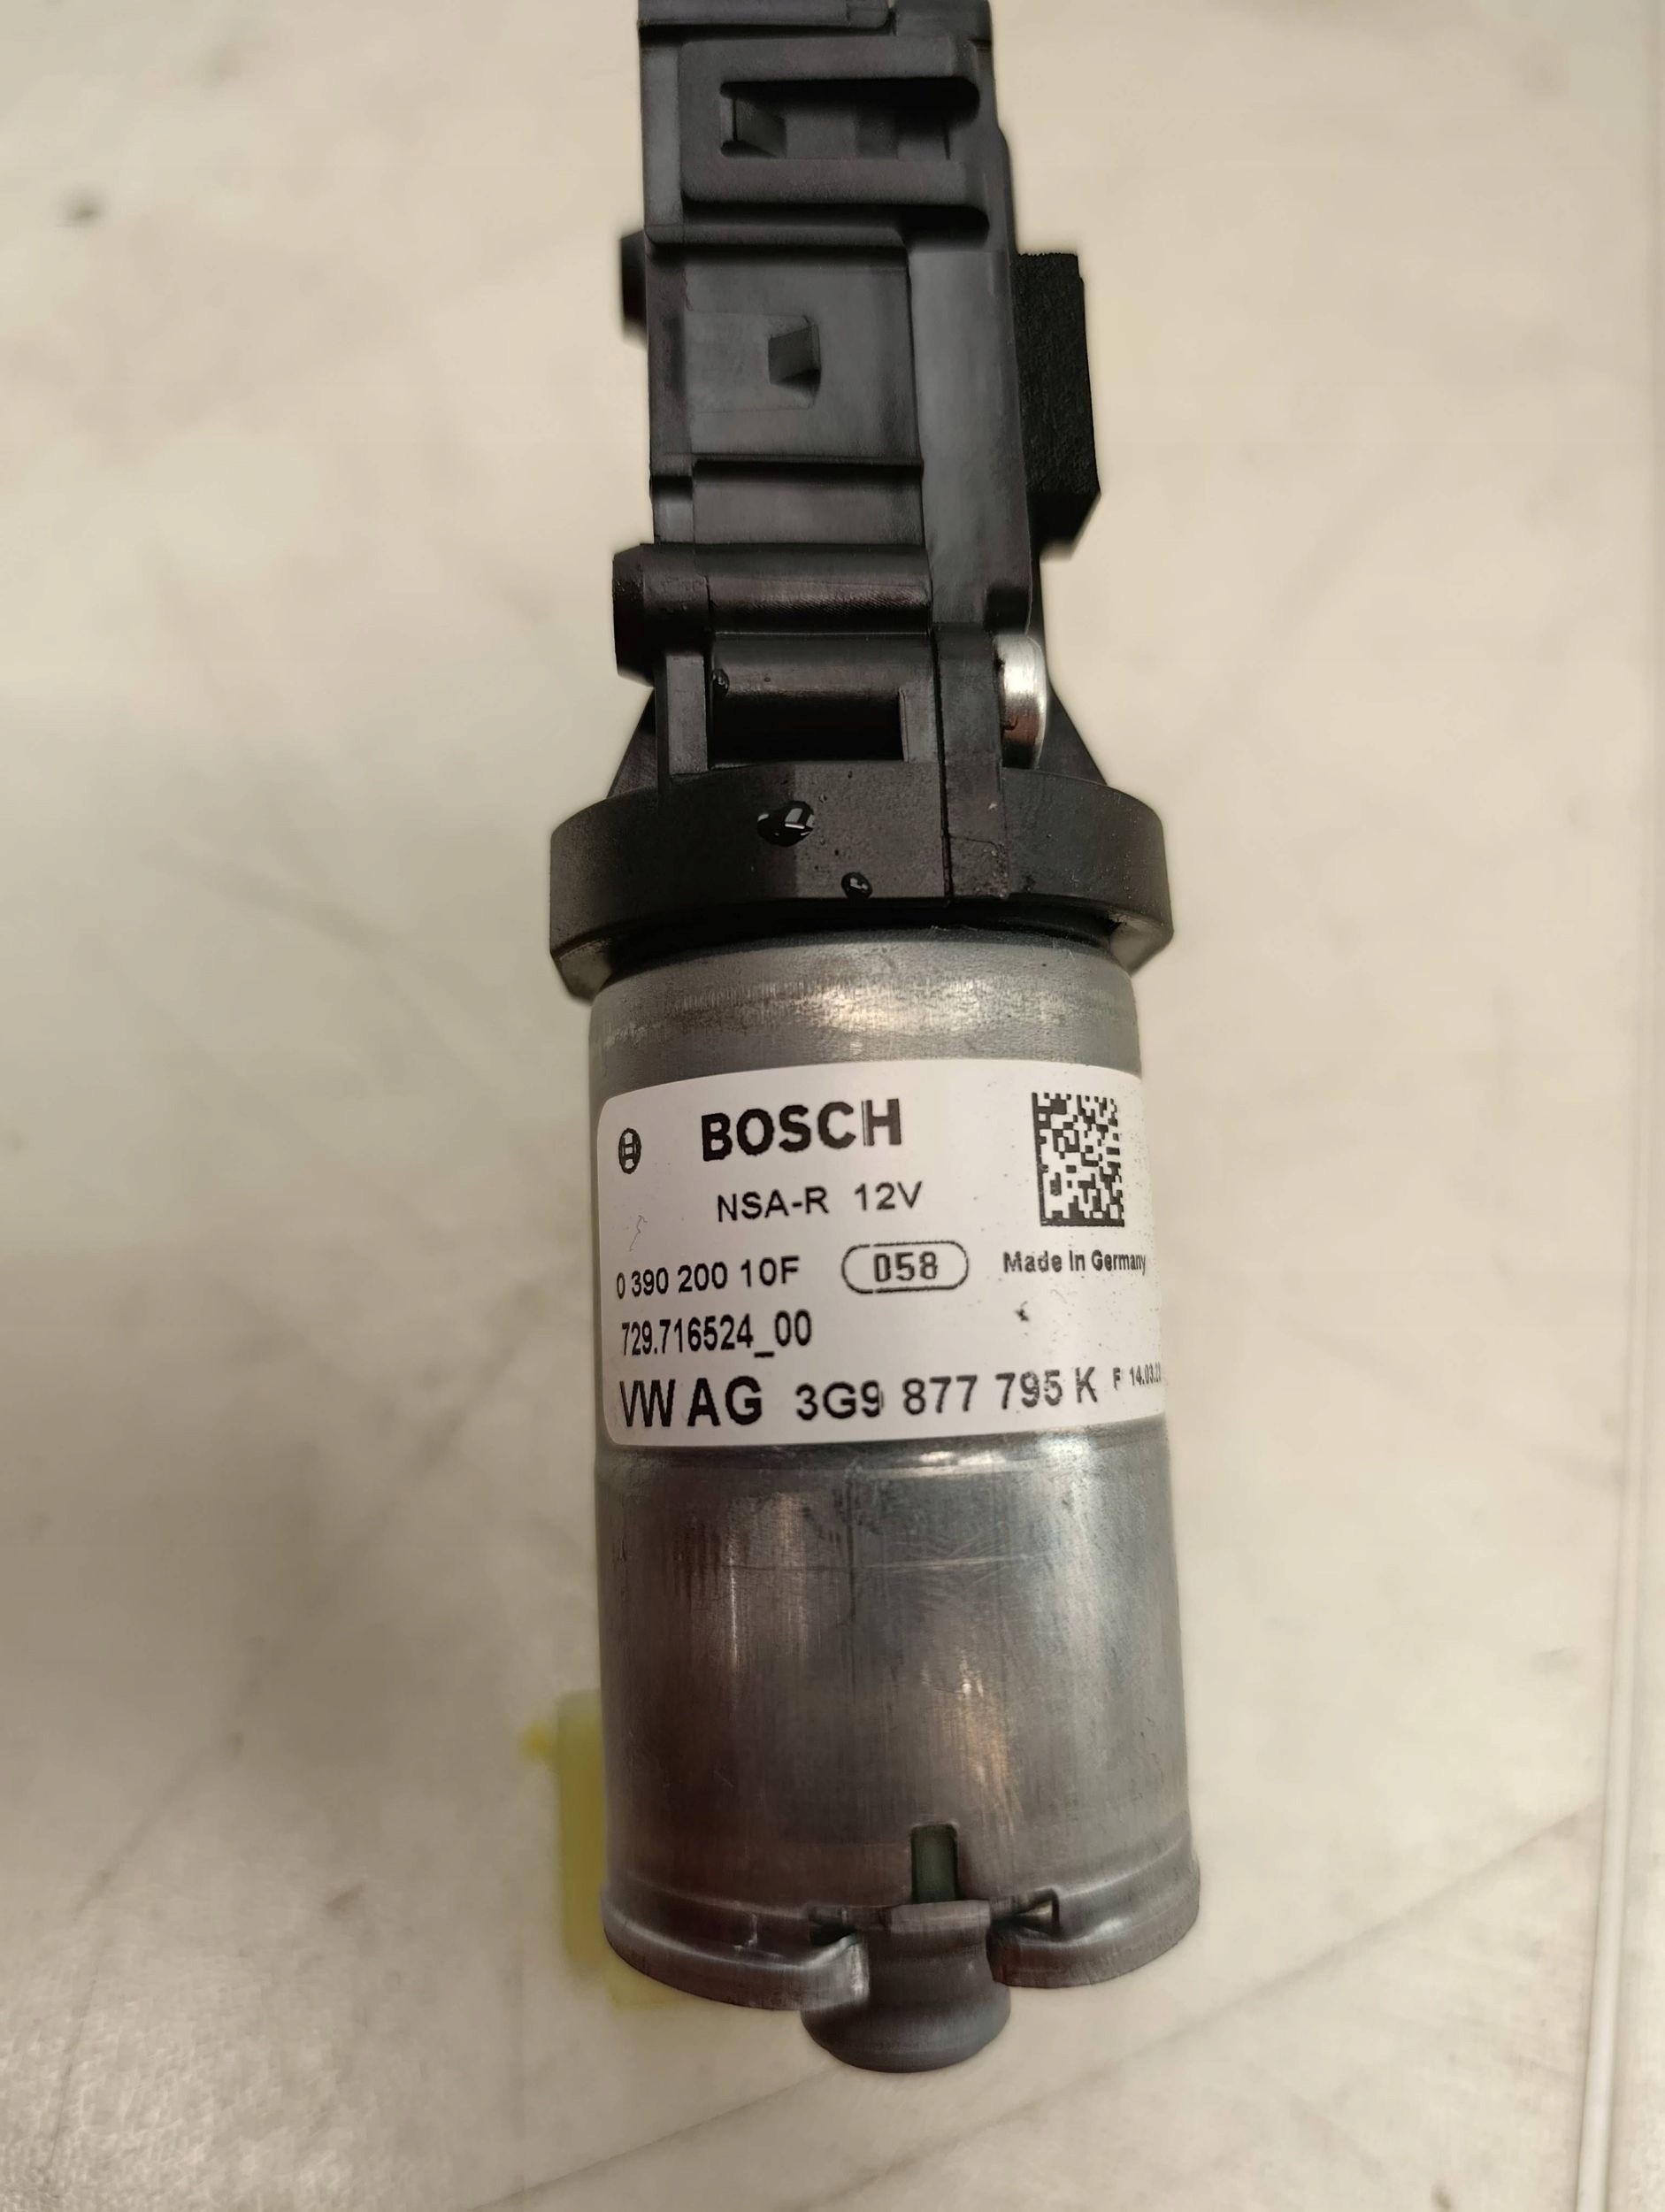 BOSCH
NSA-R 12V
0 390 200 10F 058 Made in Germany
729.716524_00
VW AG 3G9 877 795 K F